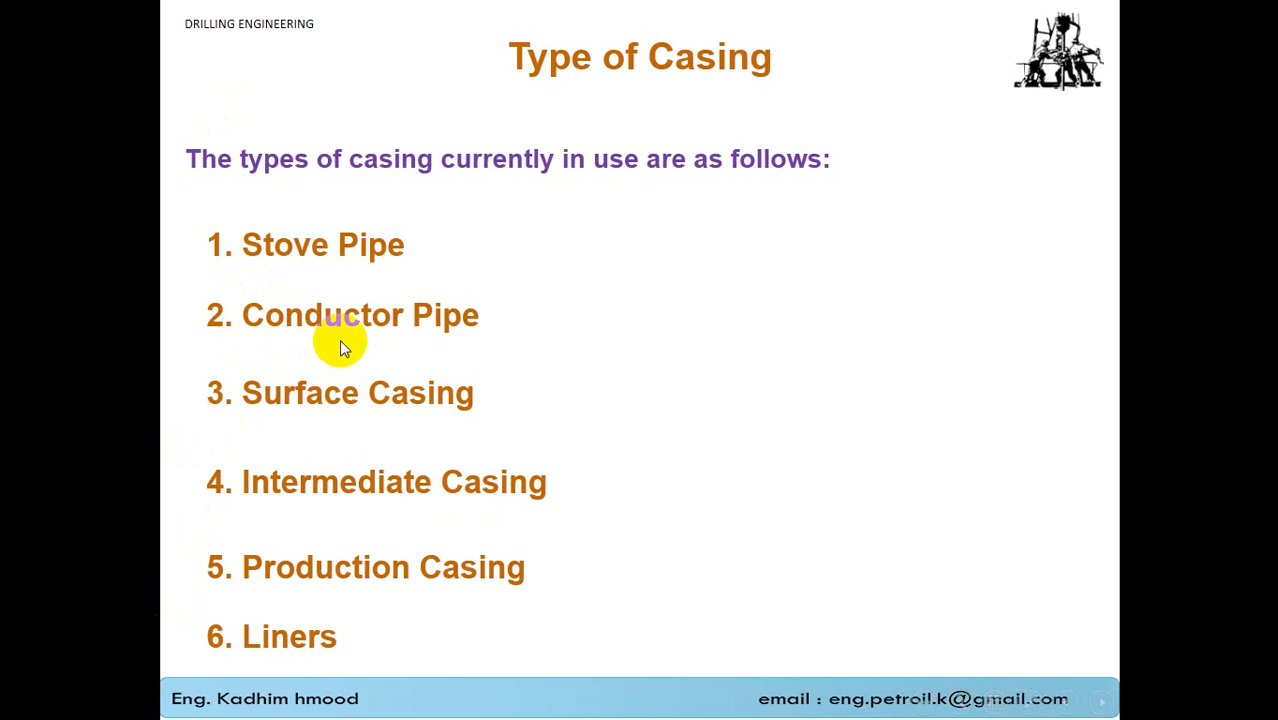 DRILLING ENGINEERING
Type of Casing
The types of casing currently in use are as follows:
1. Stove Pipe
2. Conductor Pipe
3. Surface Casing
4. Intermediate Casing
5. Production Casing
6. Liners
Eng. Kadhim hmood
email : eng.petroil.k@gmail.com